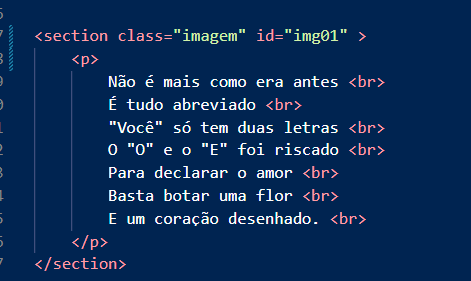 <section class="imagem" id="img01" >
<p>
Não é mais como era antes <br>
É tudo abreviado <br>
"Você" só tem duas letras <br>
O "O" e o "E" foi riscado <br>
Para declarar o amor <br>
Basta botar uma flor <br>
E um coração desenhado. <br>
</p>
</section>